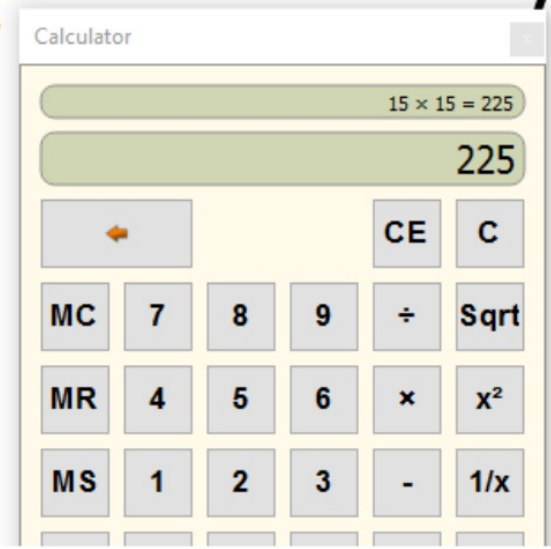 Calculator x
15 × 15 = 225
225
CE C
MC 7 8 9 ÷ Sqrt
MR 4 5 6 × x²
MS 1 2 3 - 1/x